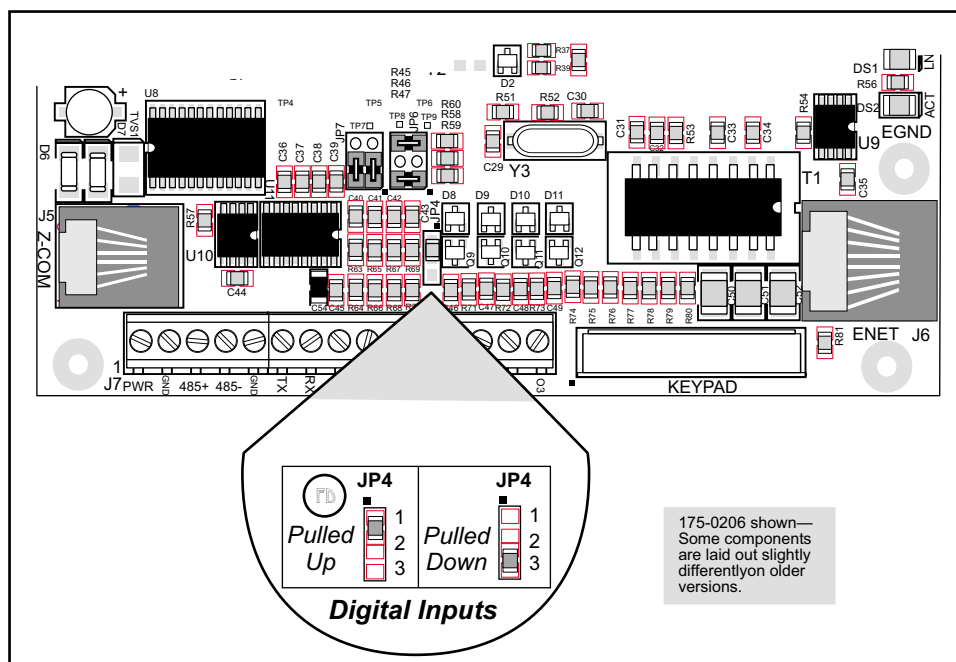 R45
R46
R47
R37
R39
D2
DS1
LN
R56
DS2
ACT
EGND
U8
TVS1
D7
+
TP4
TP5
TP6
TP7
TP8
TP9
JP7
JP6
R60
R58
R59
R51
R52
C30
C29
Y3
C31
C32
R53
C33
C34
R54
U9
T1
C35
D6
C36
C37
C38
C39
U11
J5
Z-COM
R57
U10
C44
C40
C41
C42
C43
JP4
D8
D9
D10
D11
Q9
Q10
Q11
Q12
R63
R65
R67
R69
C54
C45
R64
R66
R68
R71
C47
R72
C48
R73
C49
R74
R75
R76
R77
R78
R79
R80
C50
C51
C52
ENET
J6
R81
1
J7
PWR
GND
485+
485-
GND
TX
RX
O3
KEYPAD
JP4
Pulled
Up
1
2
3
JP4
Pulled
Down
1
2
3
Digital Inputs
175-0206 shown—
Some components
are laid out slightly
differentlyon older
versions.